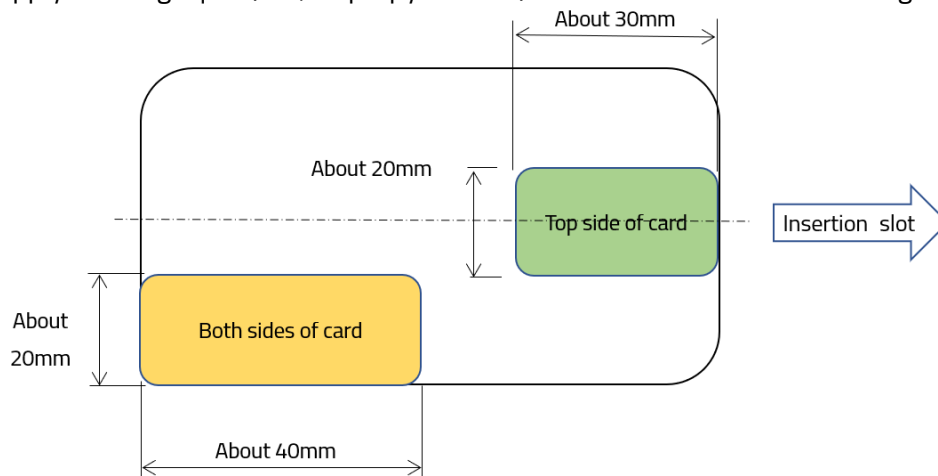 About 30mm
About 20mm
Top side of card
Insertion slot
About
20mm
Both sides of card
About 40mm